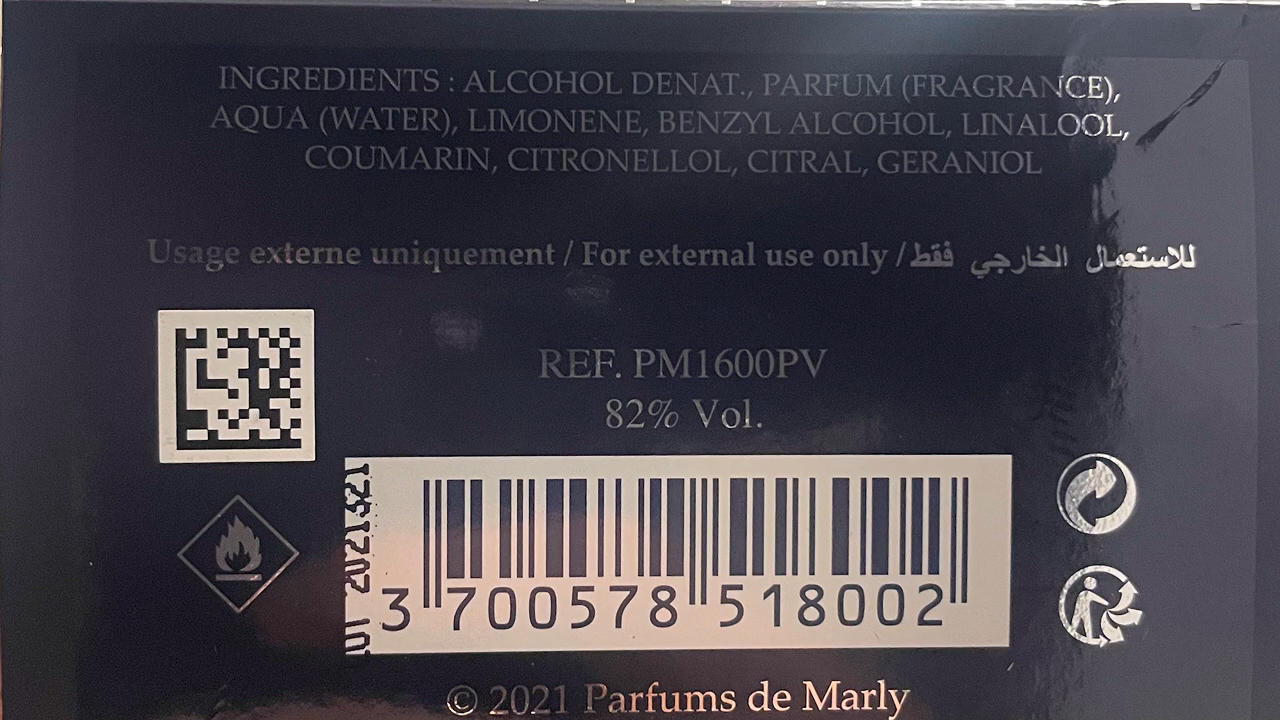 INGREDIENTS : ALCOHOL DENAT., PARFUM (FRAGRANCE),
AQUA (WATER), LIMONENE, BENZYL ALCOHOL, LINALOOL,
COUMARIN, CITRONELLOL, CITRAL, GERANIOL
Usage externe uniquement / For external use only / للاستعمال الخارجي فقط
REF. PM1600PV
82% Vol.
3 700578 518002
© 2021 Parfums de Marly